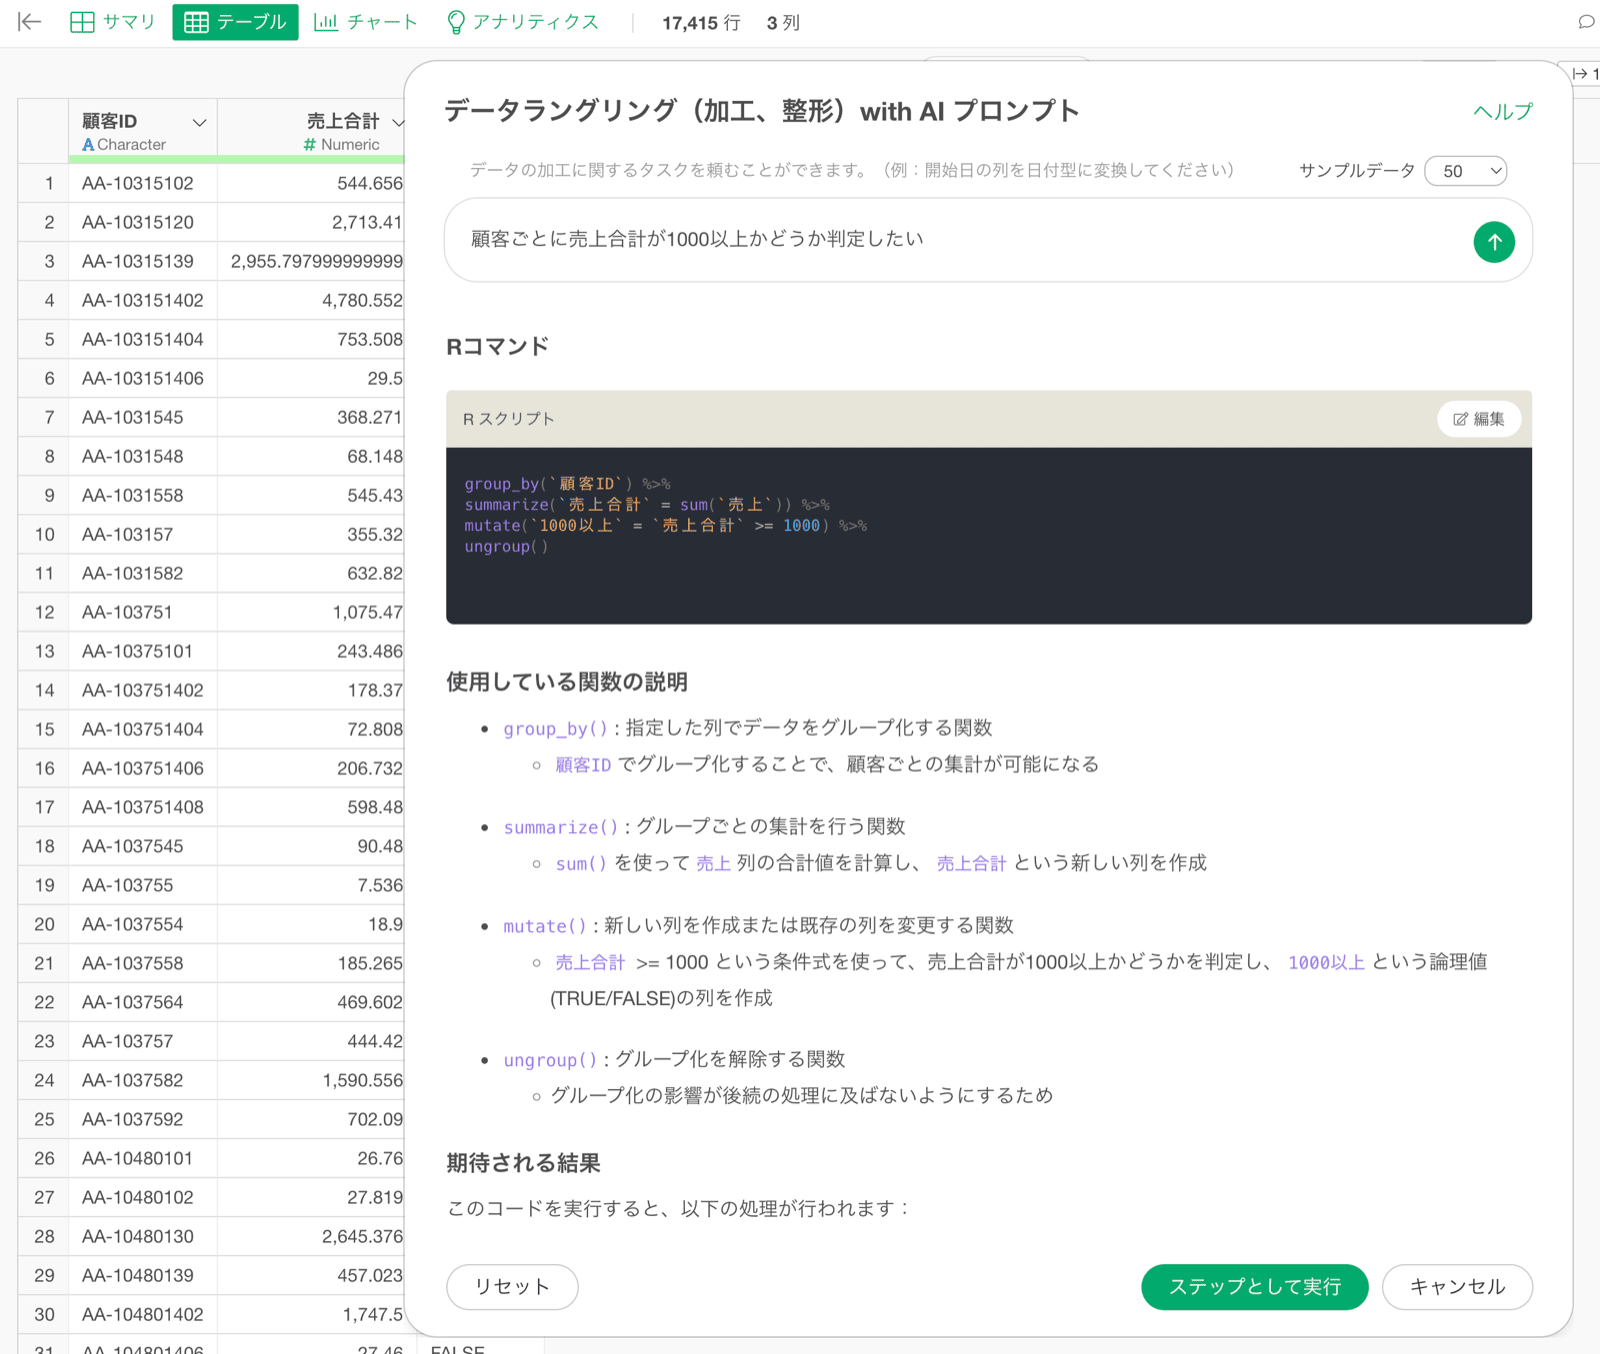 サマリ テーブル チャート アナリティクス 17,415 行 3 列
1
顧客ID 売上合計
Character # Numeric
1 AA-10315102 544.656
2 AA-10315120 2,713.41
3 AA-10315139 2,955.797999999999
4 AA-103151402 4,780.552
5 AA-103151404 753.508
6 AA-103151406 29.5
7 AA-1031545 368.271
8 AA-1031548 68.148
9 AA-1031558 545.43
10 AA-103157 355.32
11 AA-1031582 632.82
12 AA-103751 1,075.47
13 AA-10375101 243.486
14 AA-103751402 178.37
15 AA-103751404 72.808
16 AA-103751406 206.732
17 AA-103751408 598.48
18 AA-1037545 90.48
19 AA-103755 7.536
20 AA-1037554 18.9
21 AA-1037558 185.265
22 AA-1037564 469.602
23 AA-103757 444.42
24 AA-1037582 1,590.556
25 AA-1037592 702.09
26 AA-10480101 26.76
27 AA-10480102 27.819
28 AA-10480130 2,645.376
29 AA-10480139 457.023
30 AA-104801402 1,747.5
31 AA-104801406 27.46 FALSE
データラングリング（加工、整形）with AI プロンプト
ヘルプ
データの加工に関するタスクを頼むことができます。（例：開始日の列を日付型に変換してください）
サンプルデータ 50
顧客ごとに売上合計が1000以上かどうか判定したい
Rコマンド
R スクリプト
編集
group_by(`顧客ID`) %>%
summarize(`売上合計` = sum(`売上`)) %>%
mutate(`1000以上` = `売上合計` >= 1000) %>%
ungroup()
使用している関数の説明
• group_by() : 指定した列でデータをグループ化する関数
◦ 顧客ID でグループ化することで、顧客ごとの集計が可能になる
• summarize() : グループごとの集計を行う関数
◦ sum() を使って 売上 列の合計値を計算し、 売上合計 という新しい列を作成
• mutate() : 新しい列を作成または既存の列を変更する関数
◦ 売上合計 >= 1000 という条件式を使って、売上合計が1000以上かどうかを判定し、 1000以上 という論理値
(TRUE/FALSE)の列を作成
• ungroup() : グループ化を解除する関数
◦ グループ化の影響が後続の処理に及ばないようにするため
期待される結果
このコードを実行すると、以下の処理が行われます：
リセット
ステップとして実行
キャンセル